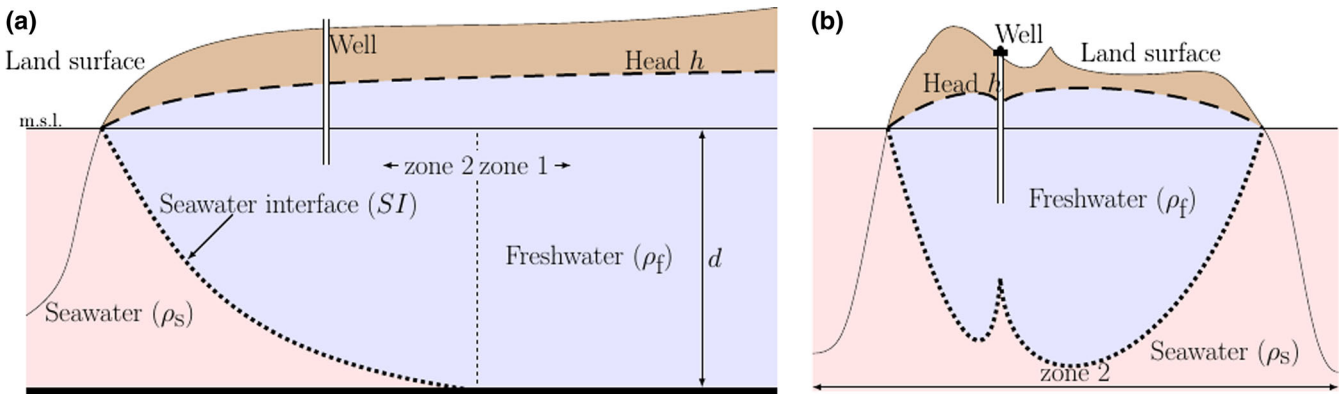 (a)
Well
Land surface
Head h
m.s.l.
← zone 2 zone 1 →
Seawater interface (SI)
Freshwater (ρf)
d
Seawater (ρs)
(b)
Well
Land surface
Head h
Freshwater (ρf)
Seawater (ρs)
zone 2